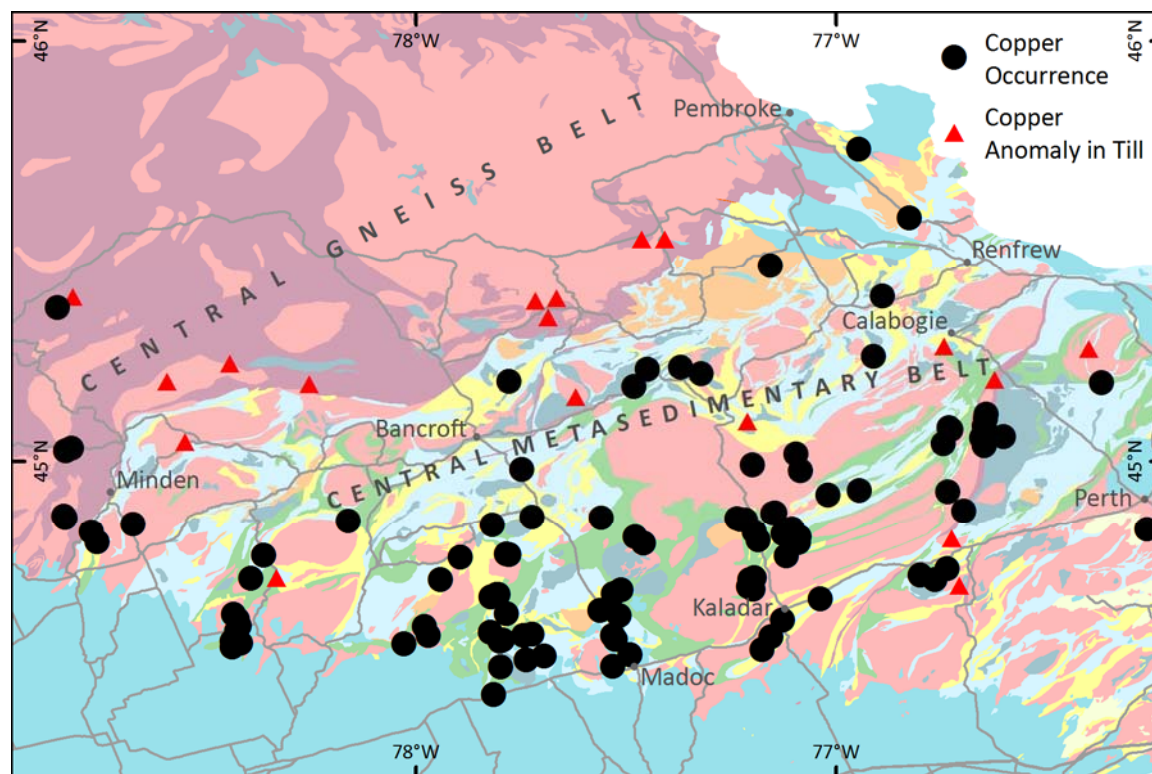 46°N
78°W
77°W
46°N
Copper
Occurrence
Copper
Anomaly in Till
Pembroke
CENTRAL GNEISS BELT
Renfrew
Calabogie
CENTRAL METASEDIMENTARY BELT
Bancroft
45°N
45°N
Minden
Perth
Kaladar
Madoc
78°W
77°W